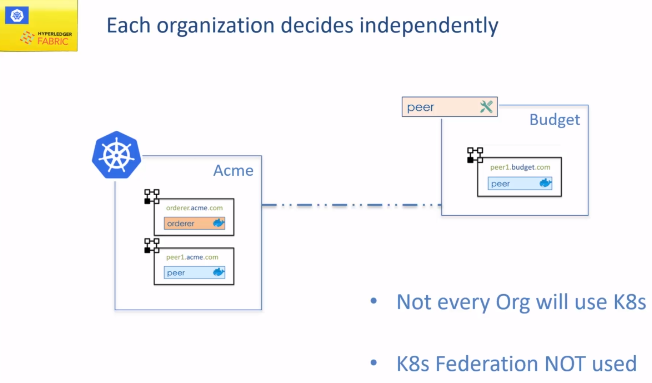 HYPERLEDGER
FABRIC
Each organization decides independently
peer
Budget
peer1.budget.com
peer
Acme
orderer.acme.com
orderer
peer1.acme.com
peer
• Not every Org will use K8s
• K8s Federation NOT used